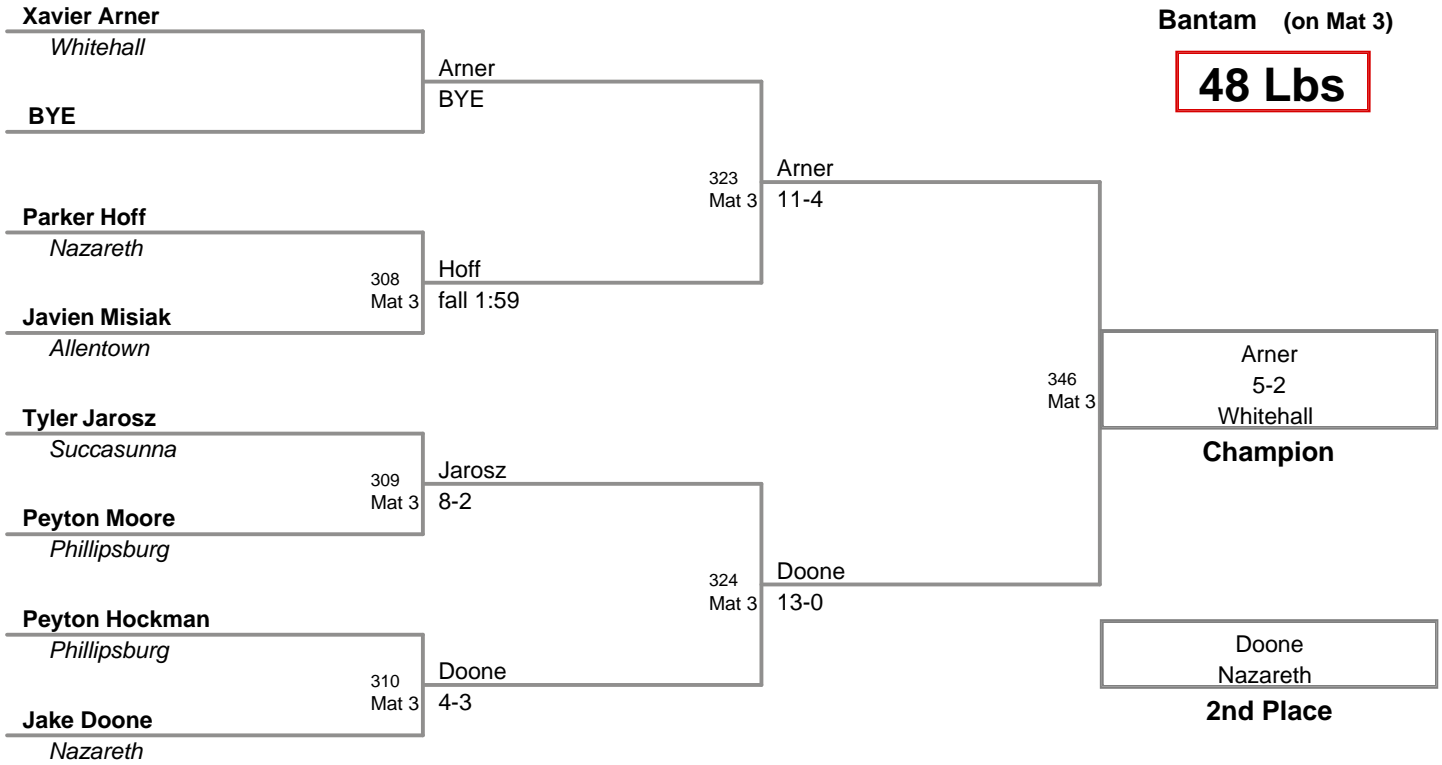 Xavier Arner
Whitehall
BYE
Parker Hoff
Nazareth
Javien Misiak
Allentown
Tyler Jarosz
Succasunna
Peyton Moore
Phillipsburg
Peyton Hockman
Phillipsburg
Jake Doone
Nazareth
Arner
BYE
308
Mat 3
Hoff
fall 1:59
309
Mat 3
Jarosz
8-2
310
Mat 3
Doone
4-3
323
Mat 3
Arner
11-4
324
Mat 3
Doone
13-0
346
Mat 3
Bantam (on Mat 3)
48 Lbs
Arner
5-2
Whitehall
Champion
Doone
Nazareth
2nd Place